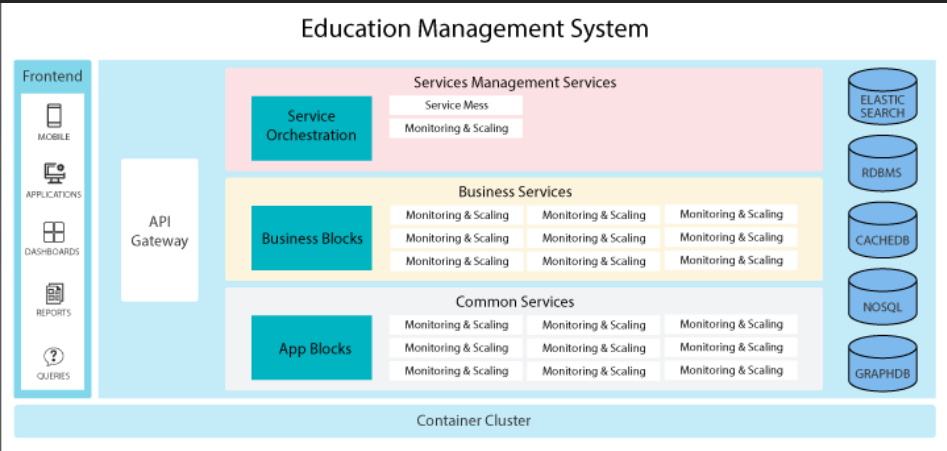 Education Management System
Frontend
MOBILE
APPLICATIONS
DASHBOARDS
REPORTS
QUERIES
API
Gateway
Services Management Services
Service
Orchestration
Service Mess
Monitoring & Scaling
Business Services
Business Blocks
Monitoring & Scaling
Monitoring & Scaling
Monitoring & Scaling
Monitoring & Scaling
Monitoring & Scaling
Monitoring & Scaling
Monitoring & Scaling
Monitoring & Scaling
Monitoring & Scaling
Common Services
App Blocks
Monitoring & Scaling
Monitoring & Scaling
Monitoring & Scaling
Monitoring & Scaling
Monitoring & Scaling
Monitoring & Scaling
Monitoring & Scaling
Monitoring & Scaling
Monitoring & Scaling
ELASTIC
SEARCH
RDBMS
CACHEDB
NOSQL
GRAPHDB
Container Cluster